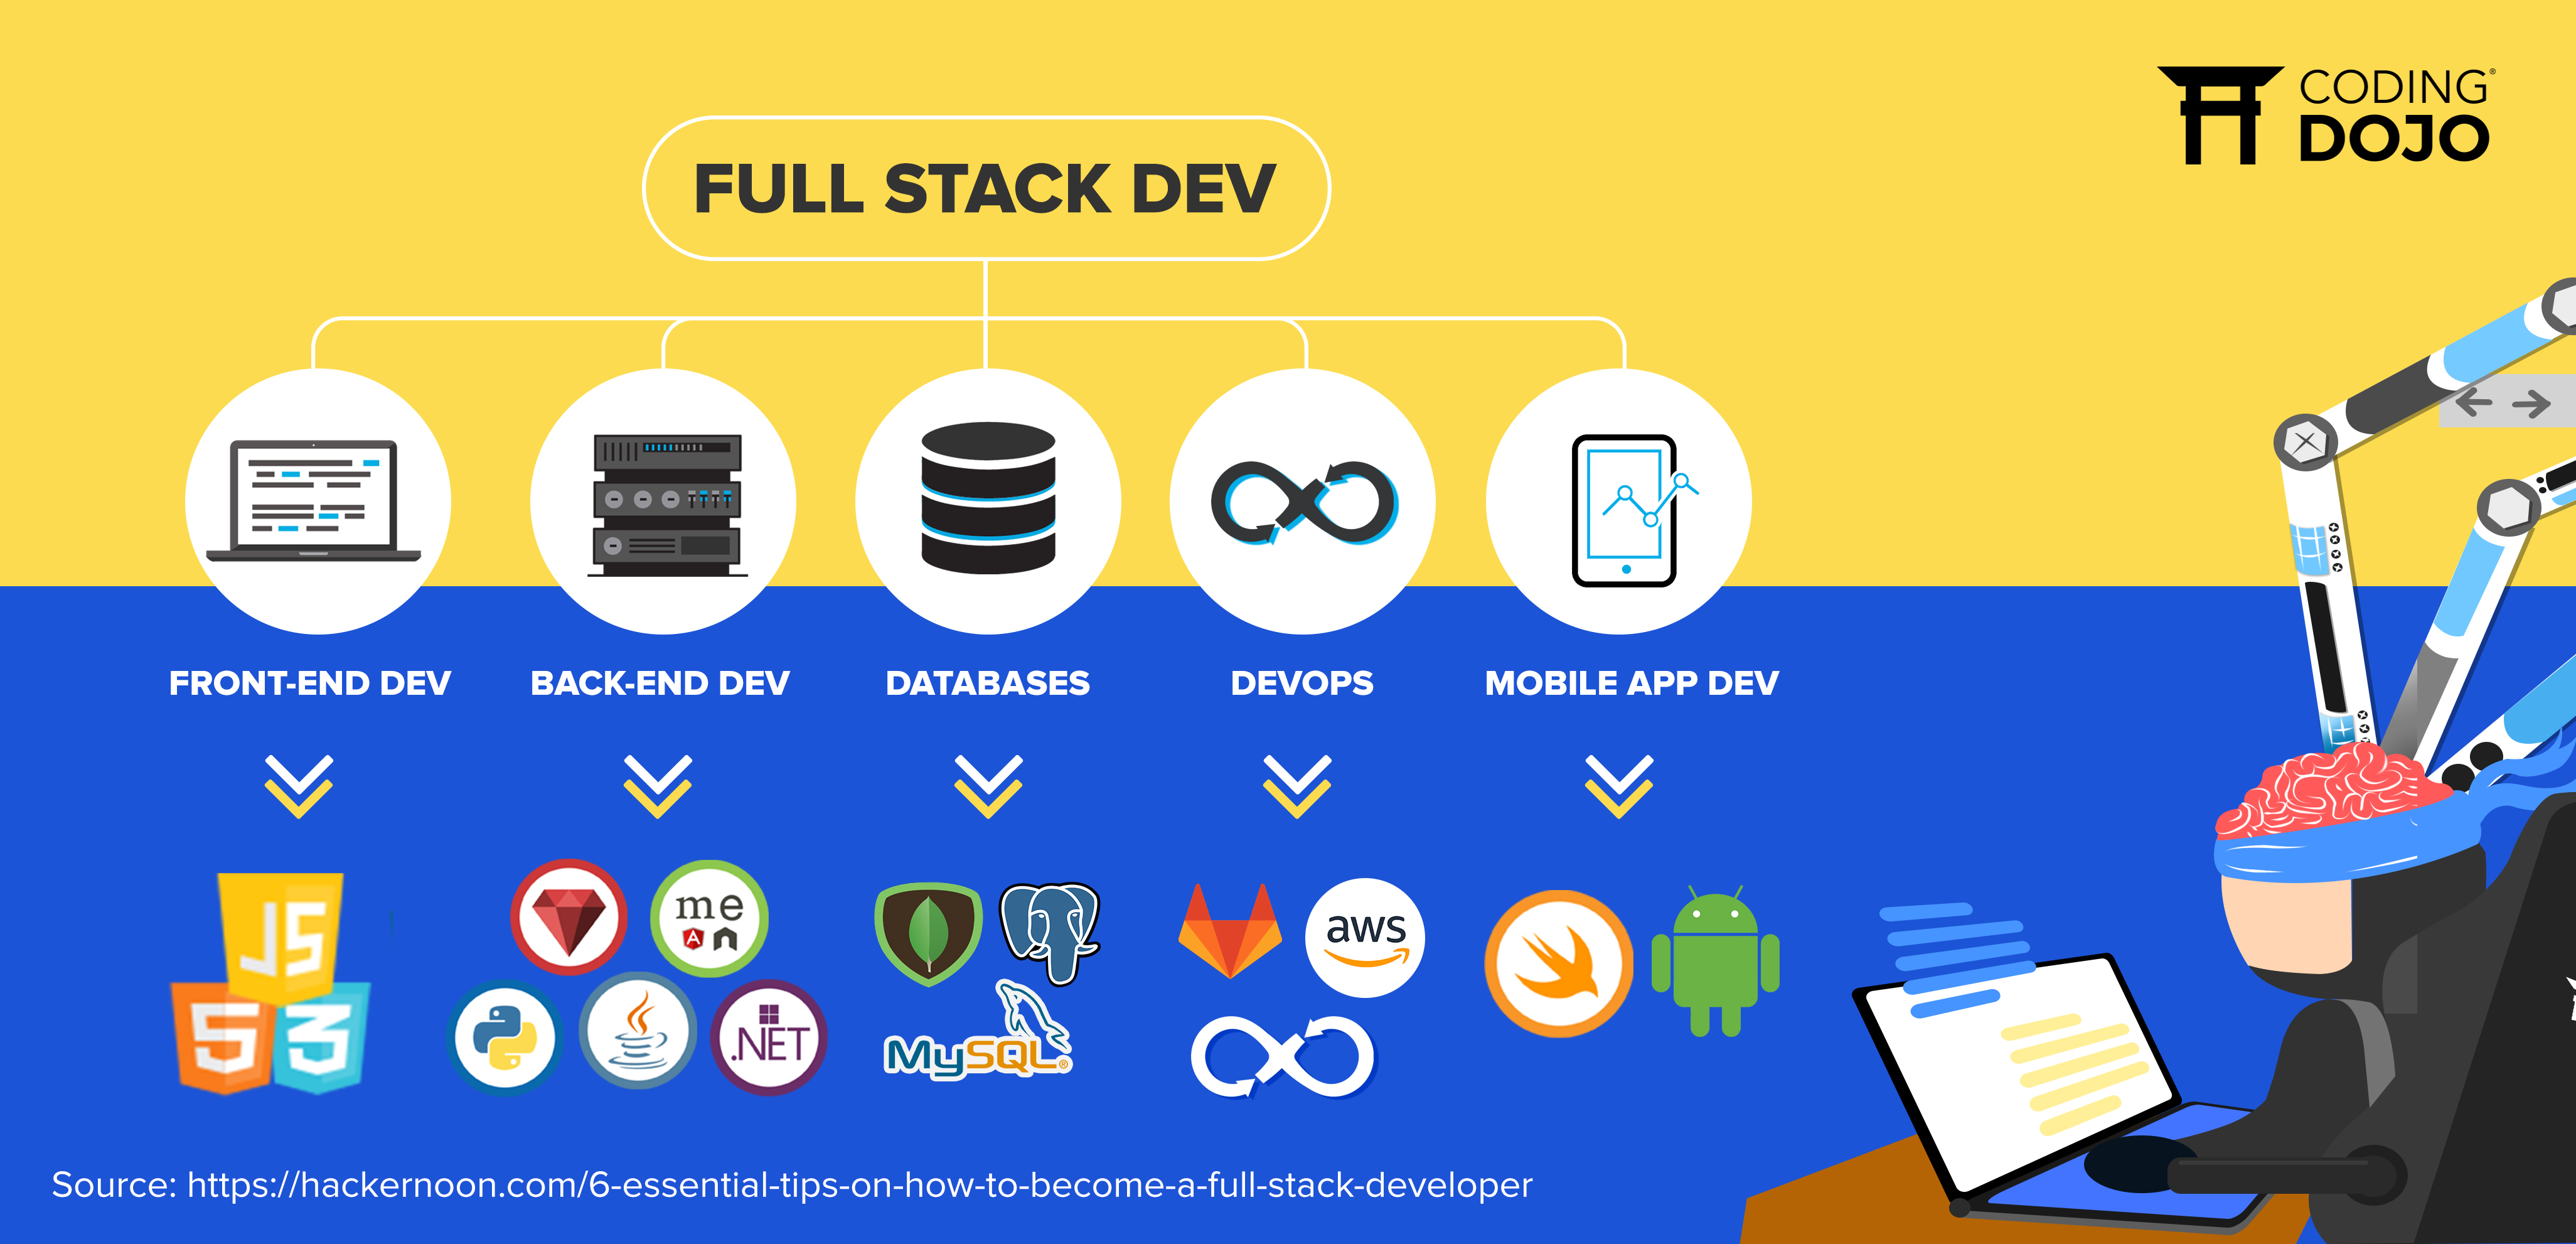 CODING®
DOJO
FULL STACK DEV
FRONT-END DEV
BACK-END DEV
DATABASES
DEVOPS
MOBILE APP DEV
JS
5
3
me
A n
.NET
MySQL®
aws
Source: https://hackernoon.com/6-essential-tips-on-how-to-become-a-full-stack-developer